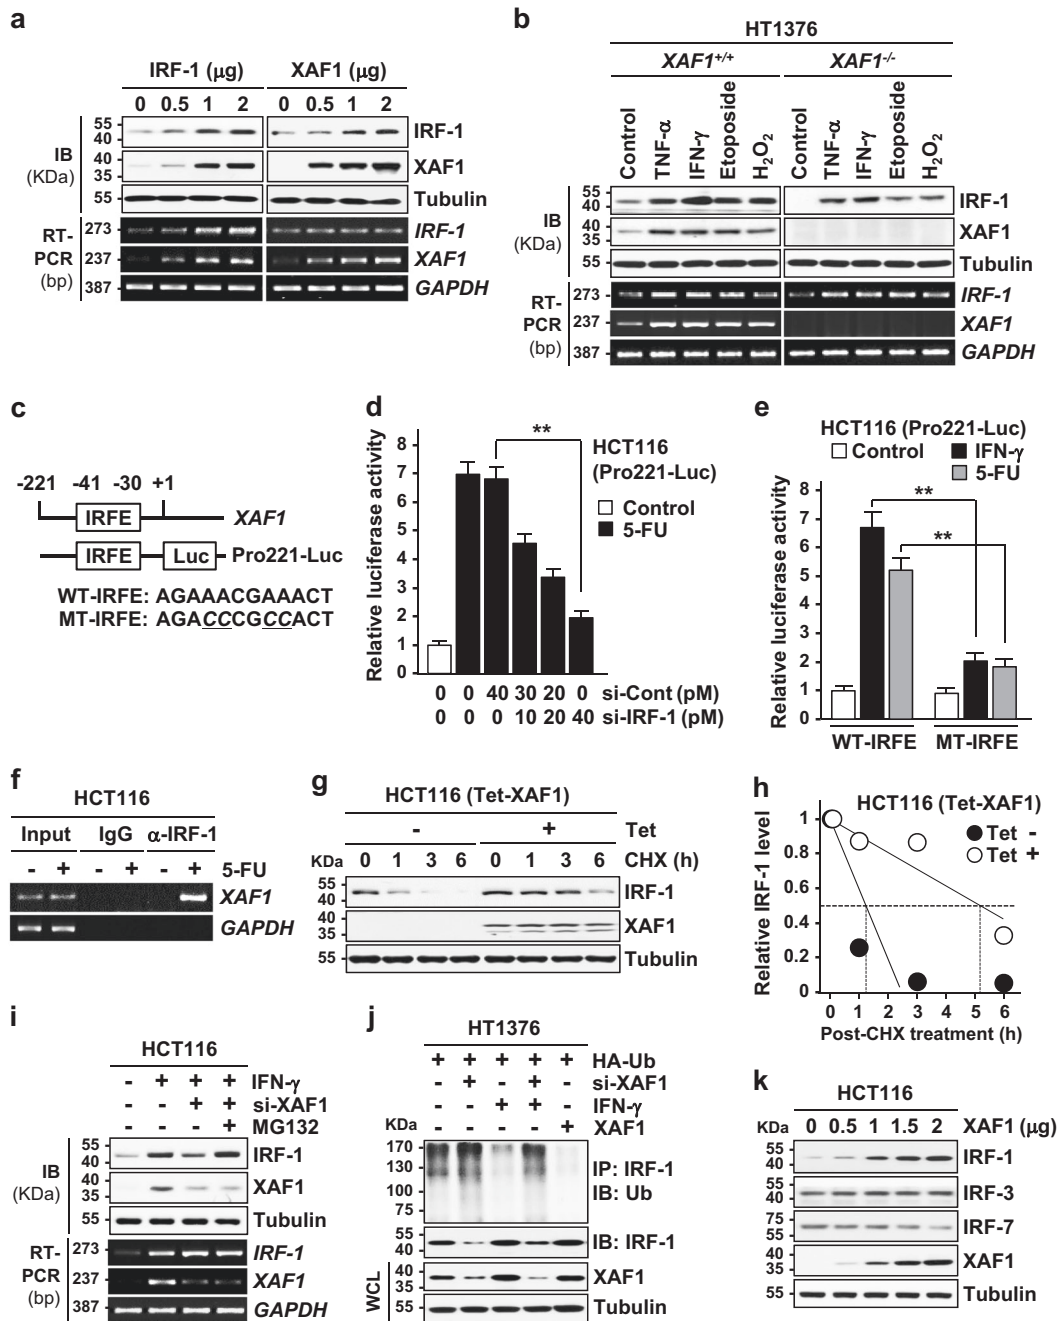 a
IRF-1 (μg) XAF1 (μg)
0 0.5 1 2 0 0.5 1 2
IB (KDa)
55 40 IRF-1
40 35 XAF1
55 Tubulin
RT-PCR (bp)
273 IRF-1
237 XAF1
387 GAPDH
b
HT1376
XAF1+/+ XAF1-/-
Control TNF-α IFN-γ Etoposide H2O2 Control TNF-α IFN-γ Etoposide H2O2
IB (KDa)
55 40 IRF-1
40 35 XAF1
55 Tubulin
RT-PCR (bp)
273 IRF-1
237 XAF1
387 GAPDH
c
-221 -41 -30 +1
IRFE XAF1
IRFE Luc Pro221-Luc
WT-IRFE: AGAAACGAAACT
MT-IRFE: AGACCCGCCACT
d
Relative luciferase activity
8
7
6
5
4
3
2
1
0
**
HCT116
(Pro221-Luc)
Control
5-FU
0 0 40 30 20 0 si-Cont (pM)
0 0 0 10 20 40 si-IRF-1 (pM)
e
HCT116 (Pro221-Luc)
Control IFN-γ
5-FU
Relative luciferase activity
8
7
6
5
4
3
2
1
0
**
**
WT-IRFE MT-IRFE
f
HCT116
Input IgG α-IRF-1
- + - + - + 5-FU
XAF1
GAPDH
g
HCT116 (Tet-XAF1)
- + Tet
KDa 0 1 3 6 0 1 3 6 CHX (h)
55 40 IRF-1
40 35 XAF1
55 Tubulin
h
HCT116 (Tet-XAF1)
Tet -
Tet +
Relative IRF-1 level
1
0.8
0.6
0.4
0.2
0
0 1 2 3 4 5 6
Post-CHX treatment (h)
i
HCT116
- + + + IFN-γ
- - + + si-XAF1
- - - + MG132
IB (KDa)
55 40 IRF-1
40 35 XAF1
55 Tubulin
RT-PCR (bp)
273 IRF-1
237 XAF1
387 GAPDH
j
HT1376
+ + + + + HA-Ub
- + - + - si-XAF1
- - + + - IFN-γ
KDa - - - - + XAF1
170
130
100
70
IP: IRF-1
IB: Ub
55 40 IB: IRF-1
WCL
40 35 XAF1
55 Tubulin
k
HCT116
KDa 0 0.5 1 1.5 2 XAF1 (μg)
55 40 IRF-1
55 40 IRF-3
75 55 IRF-7
40 35 XAF1
55 Tubulin